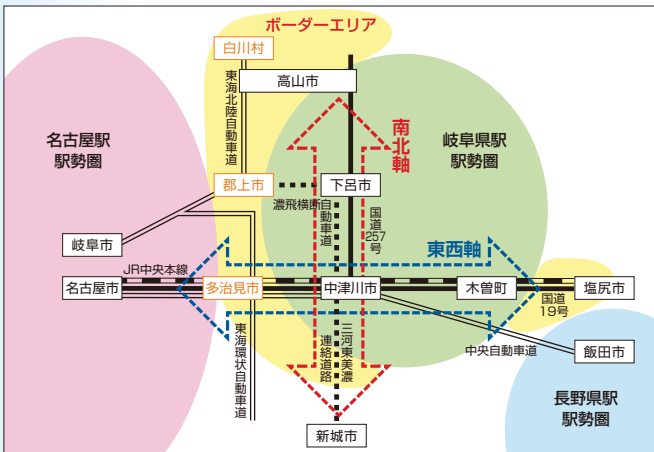 ボーダーエリア
白川村
高山市
東海北陸自動車道
名古屋駅
駅勢圏
南北軸
岐阜県駅
駅勢圏
郡上市
下呂市
濃飛横断自動車道
国道
257
号
岐阜市
東西軸
JR中央本線
名古屋市
多治見市
中津川市
木曽町
塩尻市
国道
19号
東海環状自動車道
三河東美濃
連絡道路
中央自動車道
飯田市
長野県駅
駅勢圏
新城市